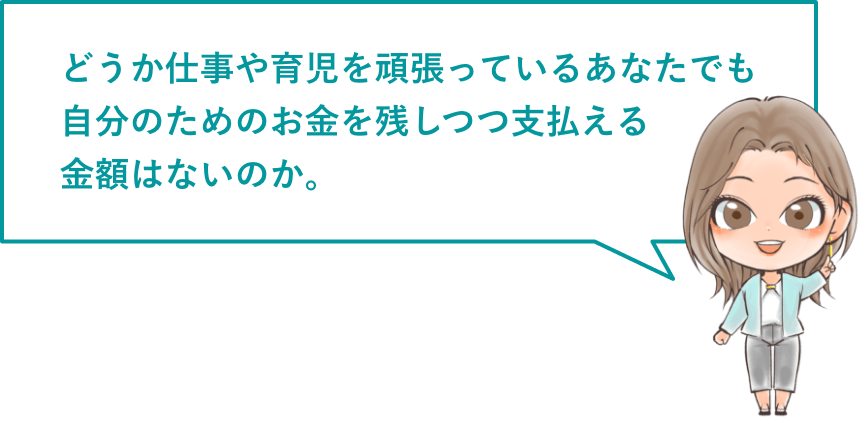 どうか仕事や育児を頑張っているあなたでも
自分のためのお金を残しつつ支払える
金額はないのか。